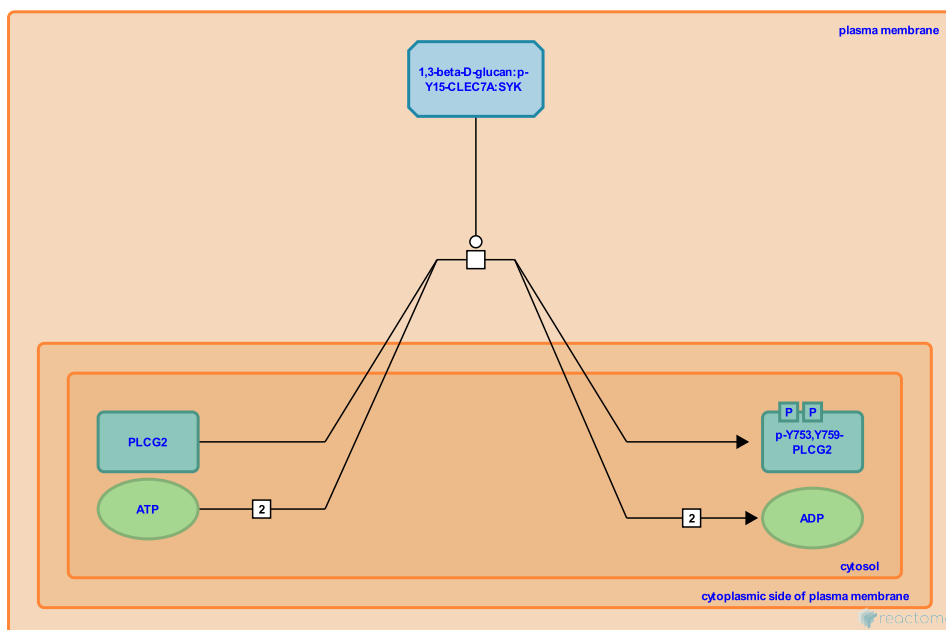 plasma membrane
1,3-beta-D-glucan:p-
Y15-CLEC7A:SYK
PLCG2
P P
p-Y753,Y759-
PLCG2
ATP
2
2
ADP
cytosol
cytoplasmic side of plasma membrane